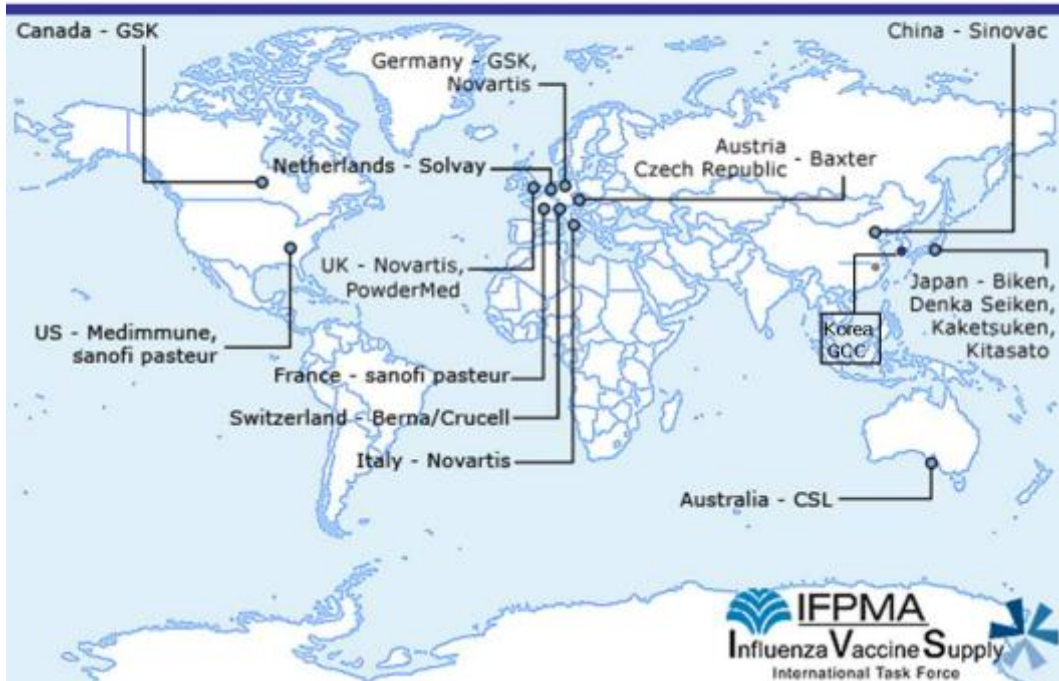 Canada - GSK
Germany - GSK,
Novartis
China - Sinovac
Netherlands - Solvay
Austria
Czech Republic - Baxter
UK - Novartis,
PowderMed
US - Medimmune,
sanofi pasteur
France - sanofi pasteur
Switzerland - Berna/Crucell
Italy - Novartis
Japan - Biken,
Denka Seiken,
Kaketsuken,
Kitasato
Korea
GCC
Australia - CSL
IFPMA
Influenza Vaccine Supply
International Task Force